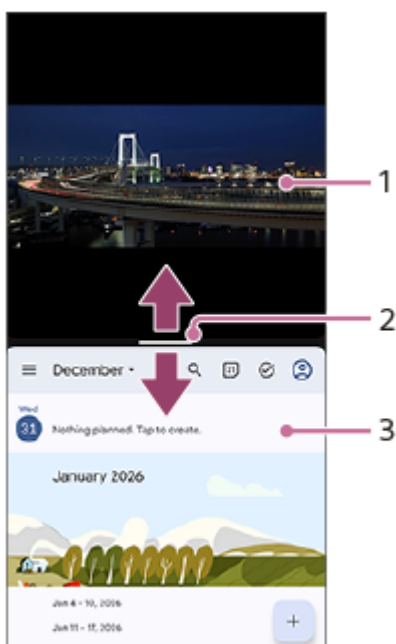 1
2
December
31
Wed
31
Nothing planned. Tap to create.
3
January 2026
Jan 4 – 10, 2026
Jan 11 – 17, 2026
+